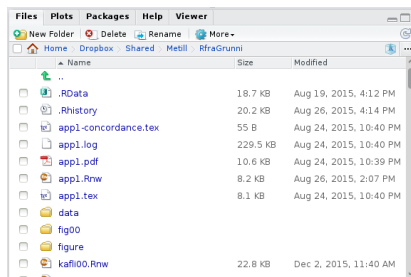 Files Plots Packages Help Viewer
New Folder Delete Rename More
Home Dropbox Shared Metill RfraGrunni ...
Name Size Modified
..
.RData 18.7 KB Aug 19, 2015, 4:12 PM
.Rhistory 20.2 KB Aug 26, 2015, 4:14 PM
app1-concordance.tex 55 B Aug 24, 2015, 10:40 PM
app1.log 229.5 KB Aug 24, 2015, 10:40 PM
app1.pdf 10.6 KB Aug 24, 2015, 10:39 PM
app1.Rnw 8.2 KB Aug 26, 2015, 2:07 PM
app1.tex 8.1 KB Aug 24, 2015, 10:40 PM
data
fig00
figure
kafli00.Rnw 22.8 KB Dec 2, 2015, 11:40 AM